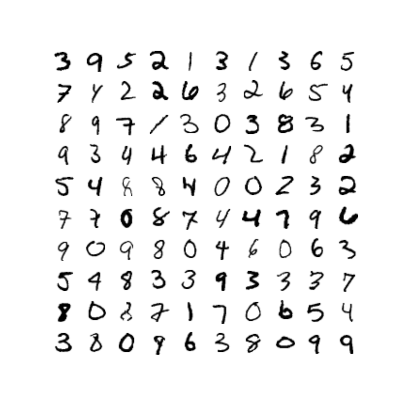 3 9 5 2 1 3 1 3 6 5
7 4 2 2 6 3 2 6 5 4
8 9 7 1 3 0 3 8 3 1
9 3 4 4 6 4 2 1 8 2
5 4 8 8 4 0 0 2 3 2
7 7 0 8 7 4 4 7 9 6
9 0 9 8 0 4 6 0 6 3
5 4 8 3 3 9 3 3 3 7
8 0 8 7 1 7 0 6 5 4
3 8 0 9 6 3 8 0 9 9